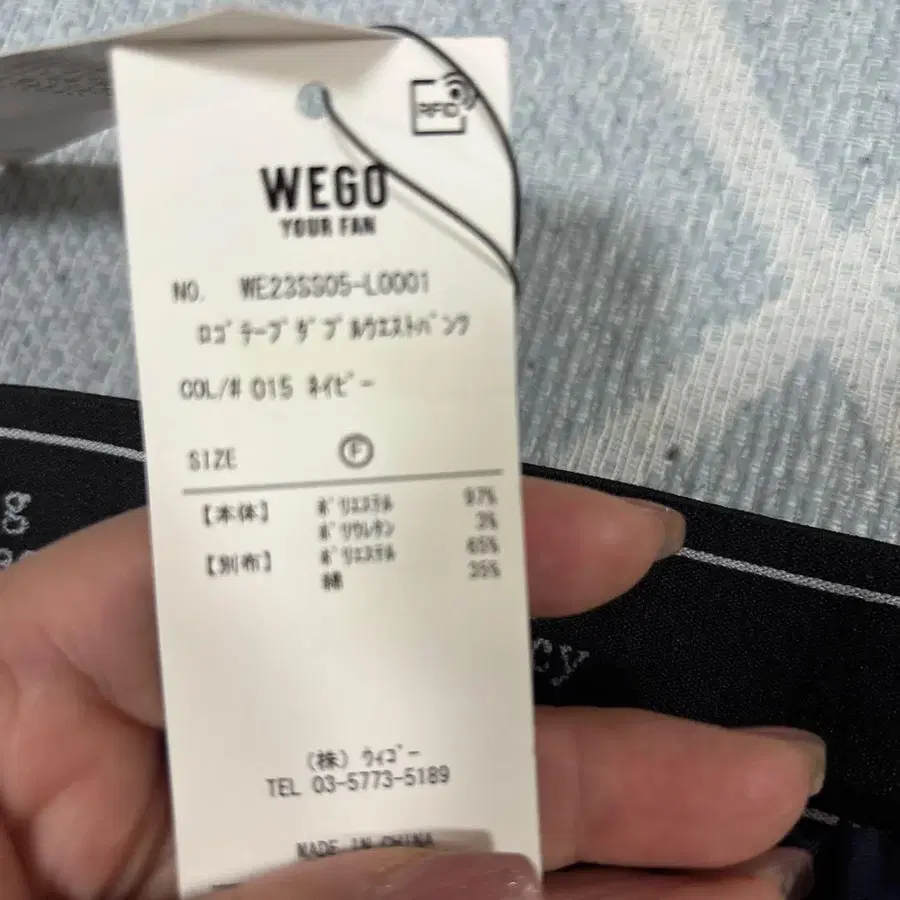 RFID
WEGO
YOUR FAN
NO. WE23SS05-L0001
ﾛｺﾞﾃｰﾌﾟﾀﾞﾌﾞﾙｳｴｽﾄﾊﾟﾝﾂ
COL/# 015 ﾈｲﾋﾞｰ
SIZE Ⓕ
【本体】 ﾎﾟﾘｴｽﾃﾙ 97%
ﾎﾟﾘｳﾚﾀﾝ 3%
【別布】 ﾎﾟﾘｴｽﾃﾙ 65%
綿 35%
(株) ｳｨｺﾞｰ
TEL 03-5773-5189
MADE IN CHINA
g
cy